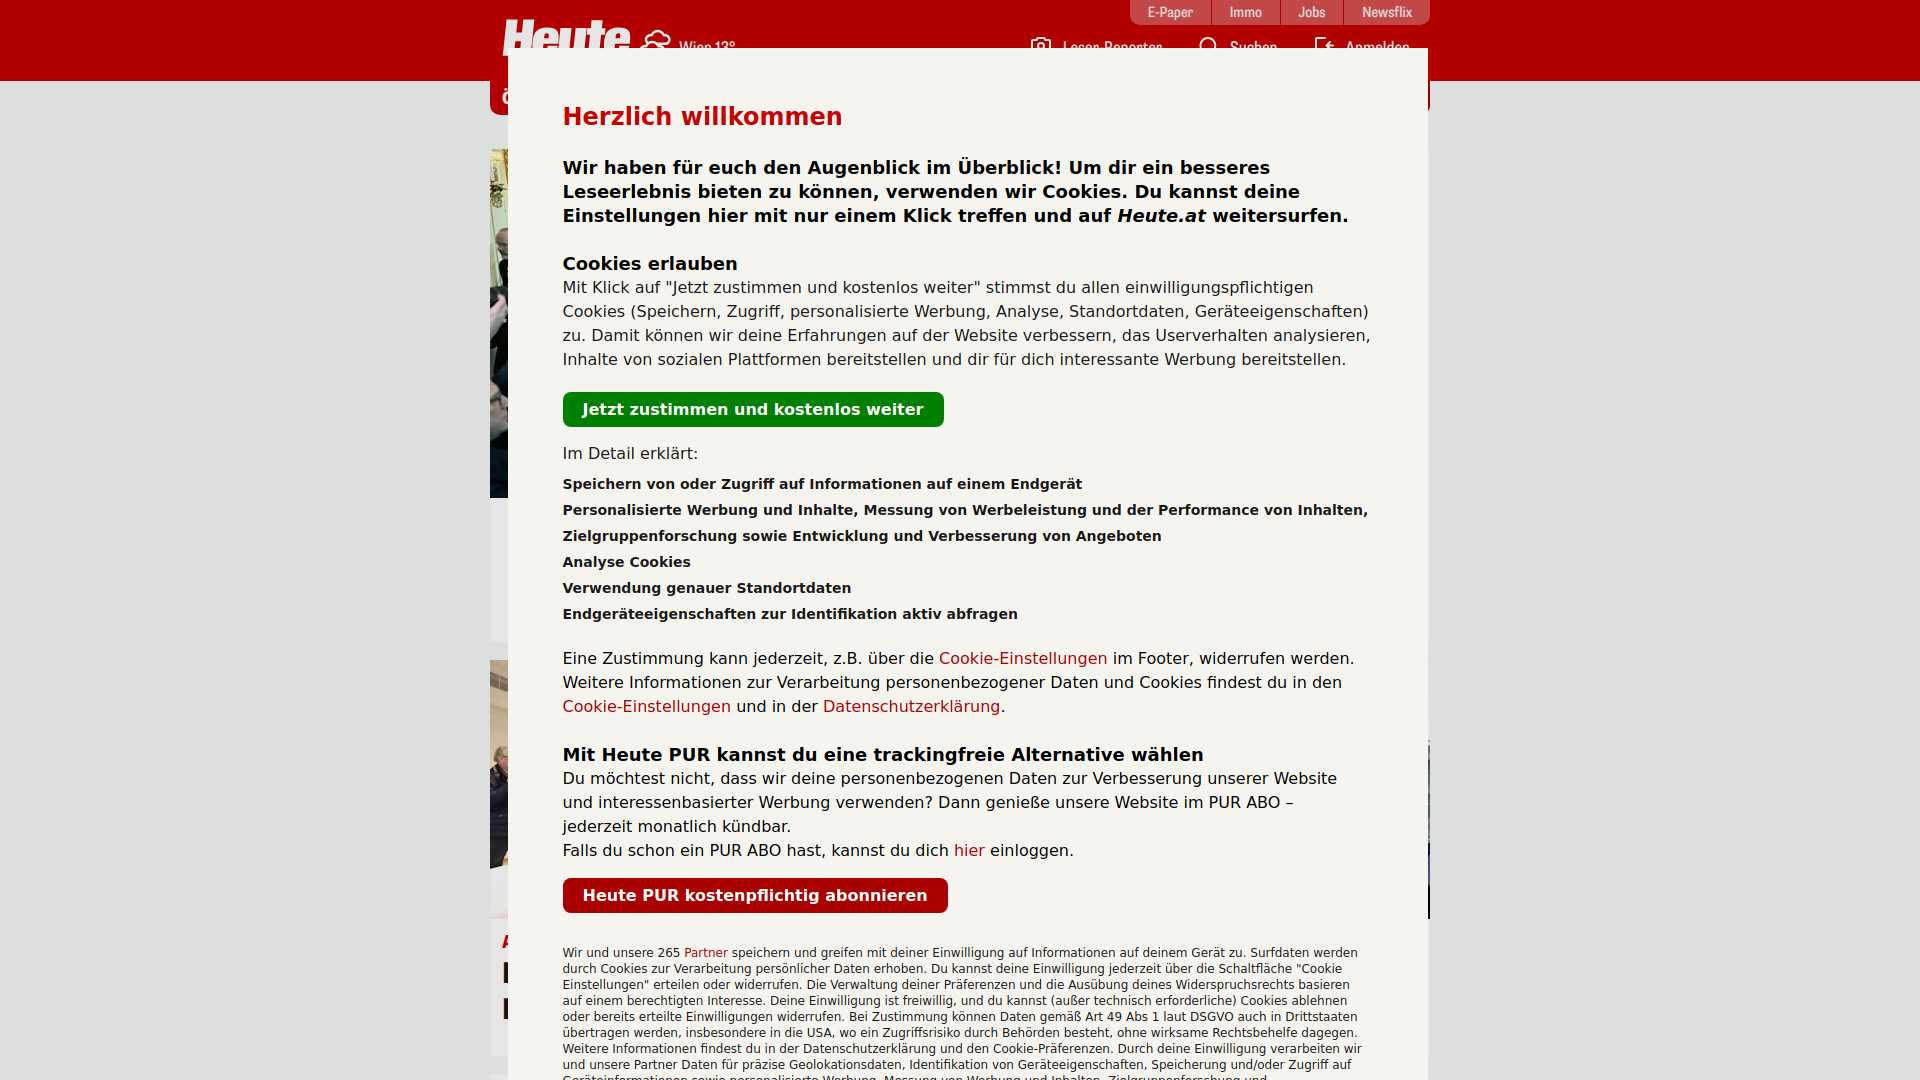 E-Paper
Immo
Jobs
Newsflix
Heute
Wien 13°
Leser-Reporter
Suchen
Anmelden
Herzlich willkommen
Wir haben für euch den Augenblick im Überblick! Um dir ein besseres
Leseerlebnis bieten zu können, verwenden wir Cookies. Du kannst deine
Einstellungen hier mit nur einem Klick treffen und auf Heute.at weitersurfen.
Cookies erlauben
Mit Klick auf "Jetzt zustimmen und kostenlos weiter" stimmst du allen einwilligungspflichtigen
Cookies (Speichern, Zugriff, personalisierte Werbung, Analyse, Standortdaten, Geräteeigenschaften)
zu. Damit können wir deine Erfahrungen auf der Website verbessern, das Userverhalten analysieren,
Inhalte von sozialen Plattformen bereitstellen und dir für dich interessante Werbung bereitstellen.
Jetzt zustimmen und kostenlos weiter
Im Detail erklärt:
Speichern von oder Zugriff auf Informationen auf einem Endgerät
Personalisierte Werbung und Inhalte, Messung von Werbeleistung und der Performance von Inhalten,
Zielgruppenforschung sowie Entwicklung und Verbesserung von Angeboten
Analyse Cookies
Verwendung genauer Standortdaten
Endgeräteeigenschaften zur Identifikation aktiv abfragen
Eine Zustimmung kann jederzeit, z.B. über die Cookie-Einstellungen im Footer, widerrufen werden.
Weitere Informationen zur Verarbeitung personenbezogener Daten und Cookies findest du in den
Cookie-Einstellungen und in der Datenschutzerklärung.
Mit Heute PUR kannst du eine trackingfreie Alternative wählen
Du möchtest nicht, dass wir deine personenbezogenen Daten zur Verbesserung unserer Website
und interessenbasierter Werbung verwenden? Dann genieße unsere Website im PUR ABO –
jederzeit monatlich kündbar.
Falls du schon ein PUR ABO hast, kannst du dich hier einloggen.
Heute PUR kostenpflichtig abonnieren
Wir und unsere 265 Partner speichern und greifen mit deiner Einwilligung auf Informationen auf deinem Gerät zu. Surfdaten werden
durch Cookies zur Verarbeitung persönlicher Daten erhoben. Du kannst deine Einwilligung jederzeit über die Schaltfläche "Cookie
Einstellungen" erteilen oder widerrufen. Die Verwaltung deiner Präferenzen und die Ausübung deines Widerspruchsrechts basieren
auf einem berechtigten Interesse. Deine Einwilligung ist freiwillig, und du kannst (außer technisch erforderliche) Cookies ablehnen
oder bereits erteilte Einwilligungen widerrufen. Bei Zustimmung können Daten gemäß Art 49 Abs 1 laut DSGVO auch in Drittstaaten
übertragen werden, insbesondere in die USA, wo ein Zugriffsrisiko durch Behörden besteht, ohne wirksame Rechtsbehelfe dagegen.
Weitere Informationen findest du in der Datenschutzerklärung und den Cookie-Präferenzen. Durch deine Einwilligung verarbeiten wir
und unsere Partner Daten für präzise Geolokationsdaten, Identifikation von Geräteeigenschaften, Speicherung und/oder Zugriff auf
Geräteinformationen sowie personalisierte Werbung, Messung von Werbung und Inhalten, Zielgruppenforschung und